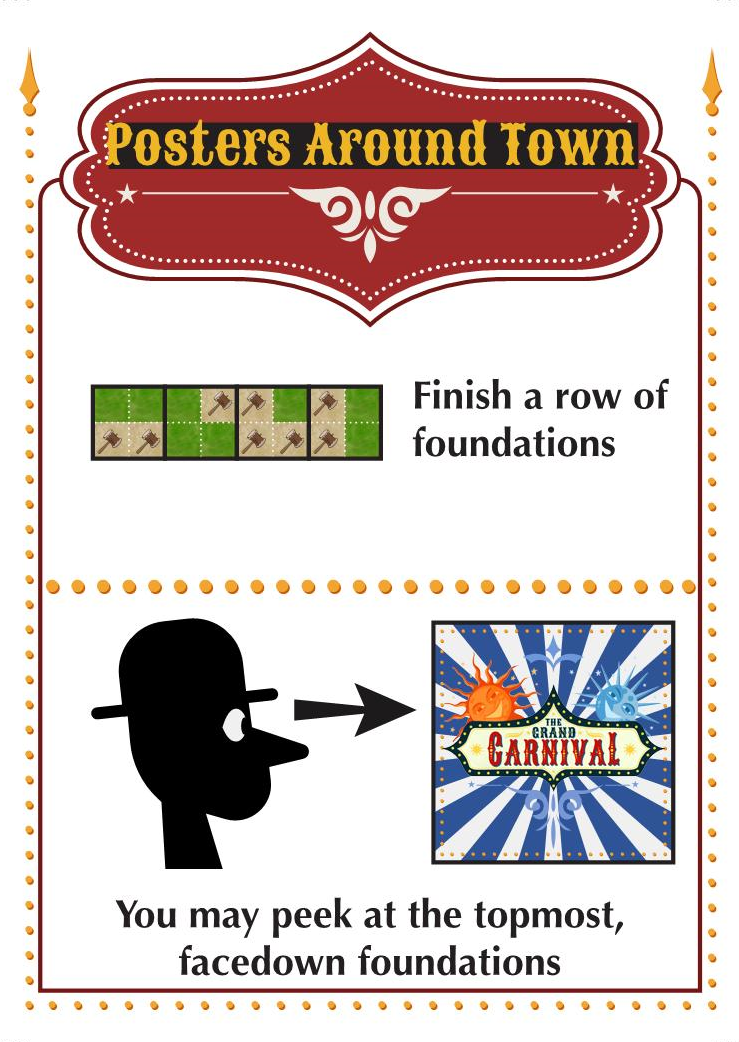 Posters Around Town
Finish a row of
foundations
THE
GRAND
CARNIVAL
You may peek at the topmost,
facedown foundations